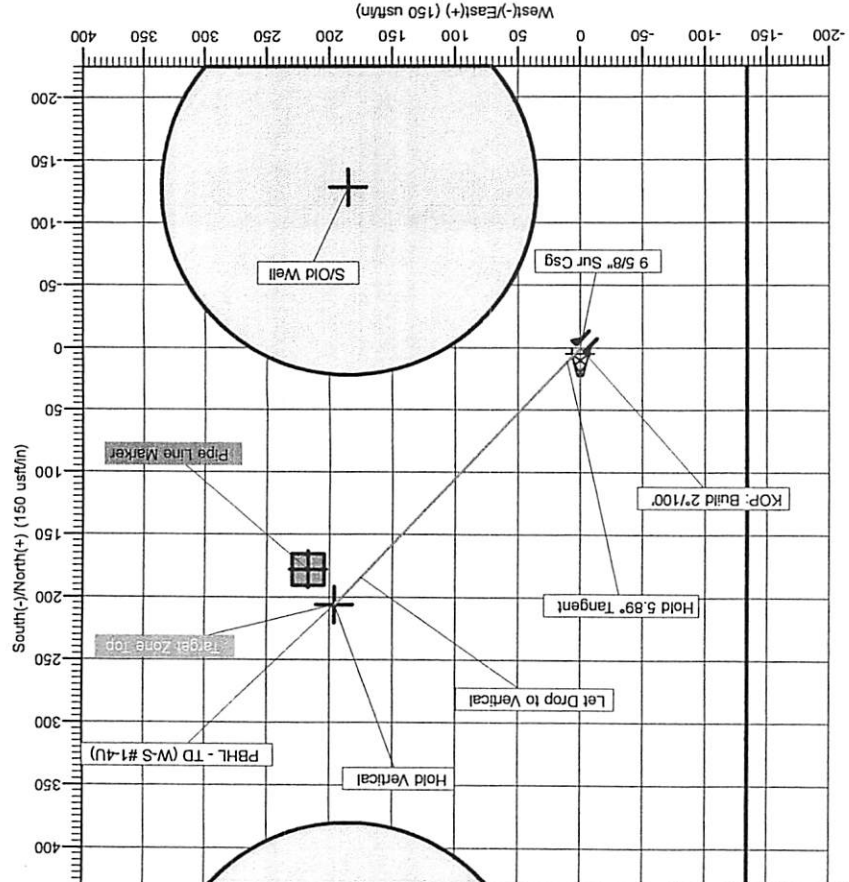 400
350
300
250
200
150
100
50
0
-50
-100
-150
-200
South(-)/North(+) (150 usft/in)
Hold Vertical
PBHL - TD (W-S #1-4U)
Let Drop to Vertical
Target Zone Top
Hold 5.89° Tangent
KOP: Build 2°/100'
Pipe Line Marker
S/Old Well
9 5/8" Sur Csg
-200
-150
-100
-50
0
50
100
150
200
250
300
350
400
West(-)/East(+) (150 usft/in)